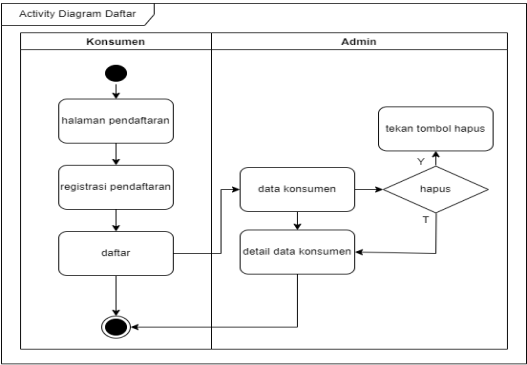 Activity Diagram Daftar
Konsumen
Admin
halaman pendaftaran
tekan tombol hapus
Y
registrasi pendaftaran
data konsumen
hapus
T
daftar
detail data konsumen